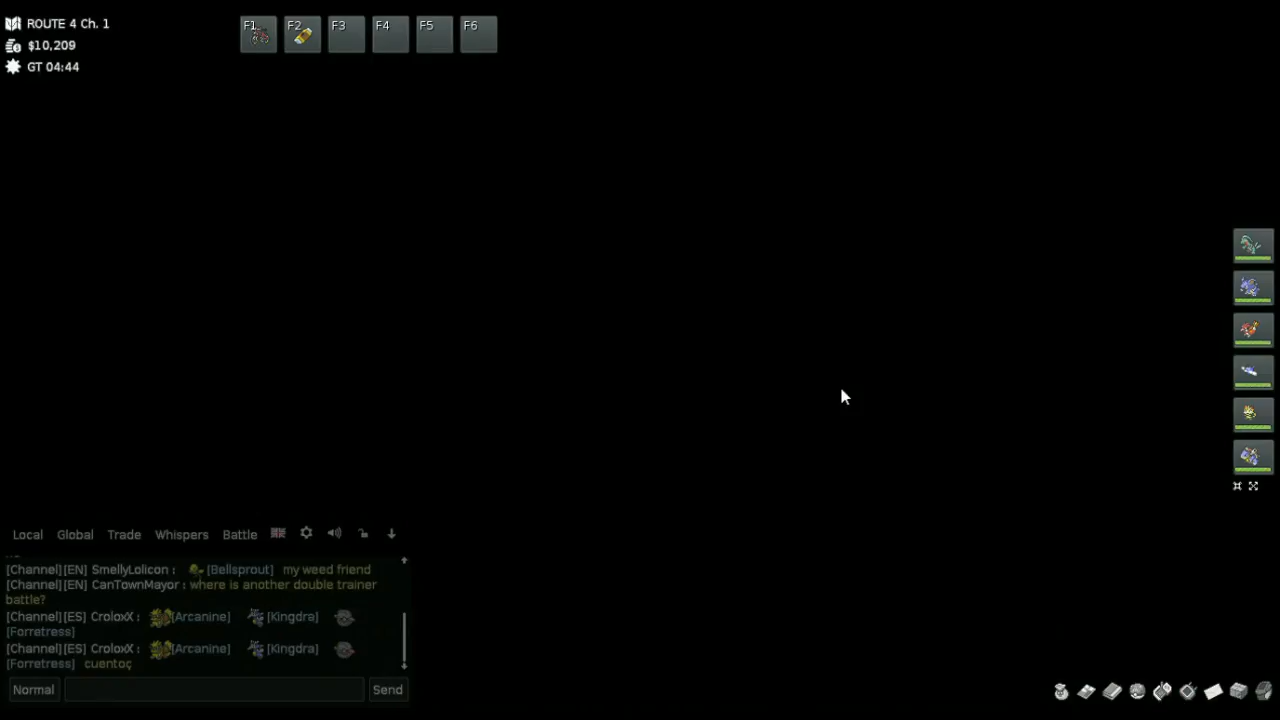 ROUTE 4 Ch. 1
$10,209
GT 04:44
F1 F2 F3 F4 F5 F6
Local Global Trade Whispers Battle
[Channel][EN] SmellyLolicon : [Bellsprout] my weed friend
[Channel][EN] CanTownMayor : where is another double trainer
battle?
[Channel][ES] CroloxX : [Arcanine] [Kingdra]
[Forretress]
[Channel][ES] CroloxX : [Arcanine] [Kingdra]
[Forretress] cuentoç
Normal Send